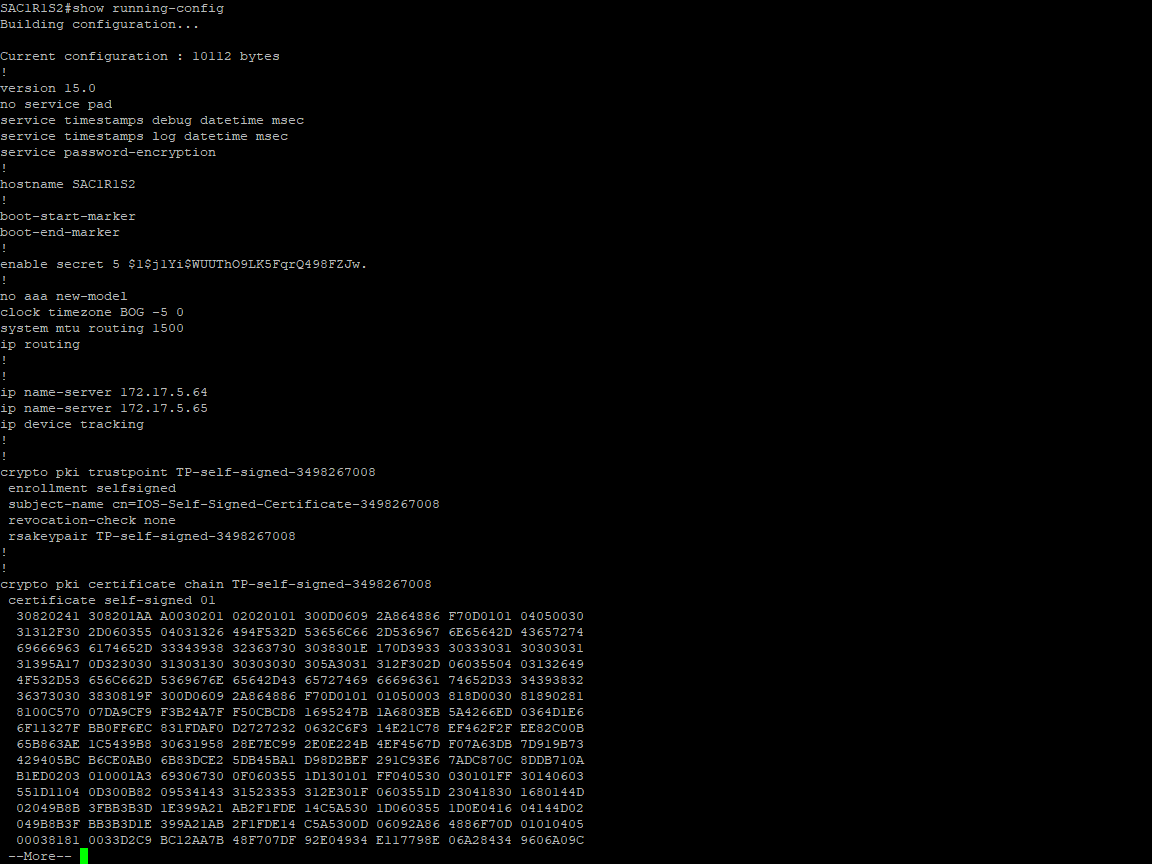 SAC1R1S2#show running-config
Building configuration...
Current configuration : 10112 bytes
!
version 15.0
no service pad
service timestamps debug datetime msec
service timestamps log datetime msec
service password-encryption
!
hostname SAC1R1S2
!
boot-start-marker
boot-end-marker
!
enable secret 5 $1$j1Yi$WUUThO9LK5FqrQ498FZJw.
!
no aaa new-model
clock timezone BOG -5 0
system mtu routing 1500
ip routing
!
!
ip name-server 172.17.5.64
ip name-server 172.17.5.65
ip device tracking
!
!
crypto pki trustpoint TP-self-signed-3498267008
 enrollment selfsigned
 subject-name cn=IOS-Self-Signed-Certificate-3498267008
 revocation-check none
 rsakeypair TP-self-signed-3498267008
!
!
crypto pki certificate chain TP-self-signed-3498267008
 certificate self-signed 01
  30820241 308201AA A0030201 02020101 300D0609 2A864886 F70D0101 04050030
  31312F30 2D060355 04031326 494F532D 53656C66 2D536967 6E65642D 43657274
  69666963 6174652D 33343938 32363730 3038301E 170D3933 30333031 30303031
  31395A17 0D323030 31303130 30303030 305A3031 312F302D 06035504 03132649
  4F532D53 656C662D 5369676E 65642D43 65727469 66696361 74652D33 34393832
  36373030 3830819F 300D0609 2A864886 F70D0101 01050003 818D0030 81890281
  8100C570 07DA9CF9 F3B24A7F F50CBCD8 1695247B 1A6803EB 5A4266ED 0364D1E6
  6F11327F BB0FF6EC 831FDAF0 D2727232 0632C6F3 14E21C78 EF462F2F EE82C00B
  65B863AE 1C5439B8 30631958 28E7EC99 2E0E224B 4EF4567D F07A63DB 7D919B73
  429405BC B6CE0AB0 6B83DCE2 5DB45BA1 D98D2BEF 291C93E6 7ADC870C 8DDB710A
  B1ED0203 010001A3 69306730 0F060355 1D130101 FF040530 030101FF 30140603
  551D1104 0D300B82 09534143 31523353 312E301F 0603551D 23041830 1680144D
  02049B8B 3FBB3B3D 1E399A21 AB2F1FDE 14C5A530 1D060355 1D0E0416 04144D02
  049B8B3F BB3B3D1E 399A21AB 2F1FDE14 C5A5300D 06092A86 4886F70D 01010405
  00038181 0033D2C9 BC12AA7B 48F707DF 92E04934 E117798E 06A28434 9606A09C
 --More--